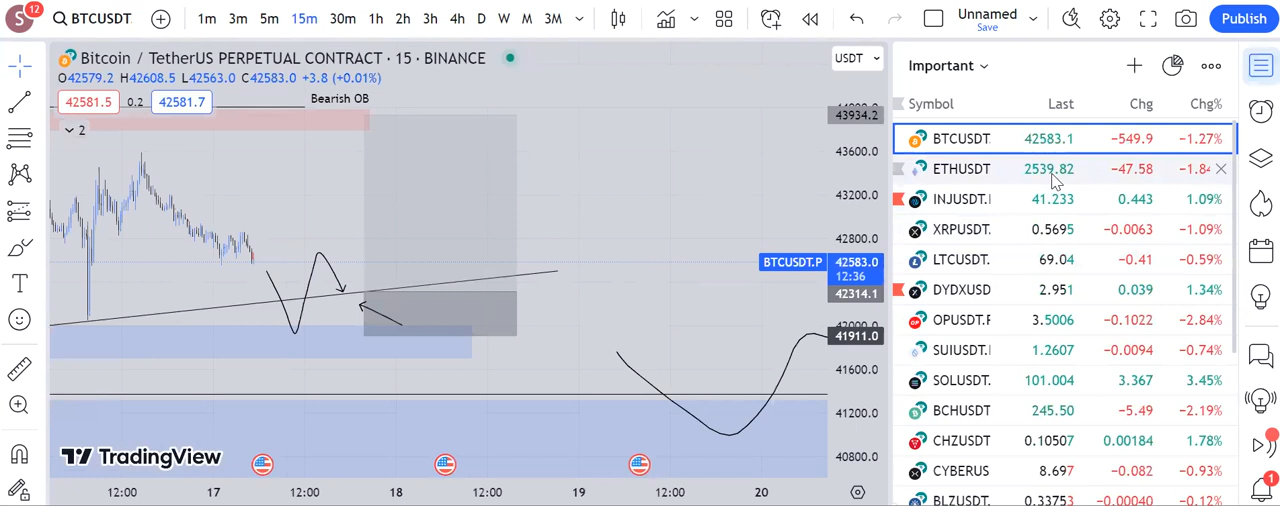 S 12 BTCUSDT. 1m 3m 5m 15m 30m 1h 2h 3h 4h D W M 3M Unnamed Save Publish
Bitcoin / TetherUS PERPETUAL CONTRACT · 15 · BINANCE USDT
O42579.2 H42608.5 L42563.0 C42583.0 +3.8 (+0.01%)
42581.5 0.2 42581.7 Bearish OB
2
44000.0
43934.2
43600.0
43200.0
42800.0
BTCUSDT.P 42583.0
12:36
42314.1
42000.0
41911.0
41600.0
41200.0
40800.0
TradingView
12:00 17 12:00 18 12:00 19 12:00 20
Important
Symbol Last Chg Chg%
BTCUSDT. 42583.1 −549.9 −1.27%
ETHUSDT 2539.82 −47.58 −1.84
INJUSDT.I 41.233 0.443 1.09%
XRPUSDT. 0.5695 −0.0063 −1.09%
LTCUSDT. 69.04 −0.41 −0.59%
DYDXUSD 2.951 0.039 1.34%
OPUSDT.F 3.5006 −0.1022 −2.84%
SUIUSDT.I 1.2607 −0.0094 −0.74%
SOLUSDT. 101.004 3.367 3.45%
BCHUSDT 245.50 −5.49 −2.19%
CHZUSDT 0.10507 0.00184 1.78%
CYBERUS 8.697 −0.082 −0.93%
BLZUSDT. 0.33753 −0.00040 −0.12%
1